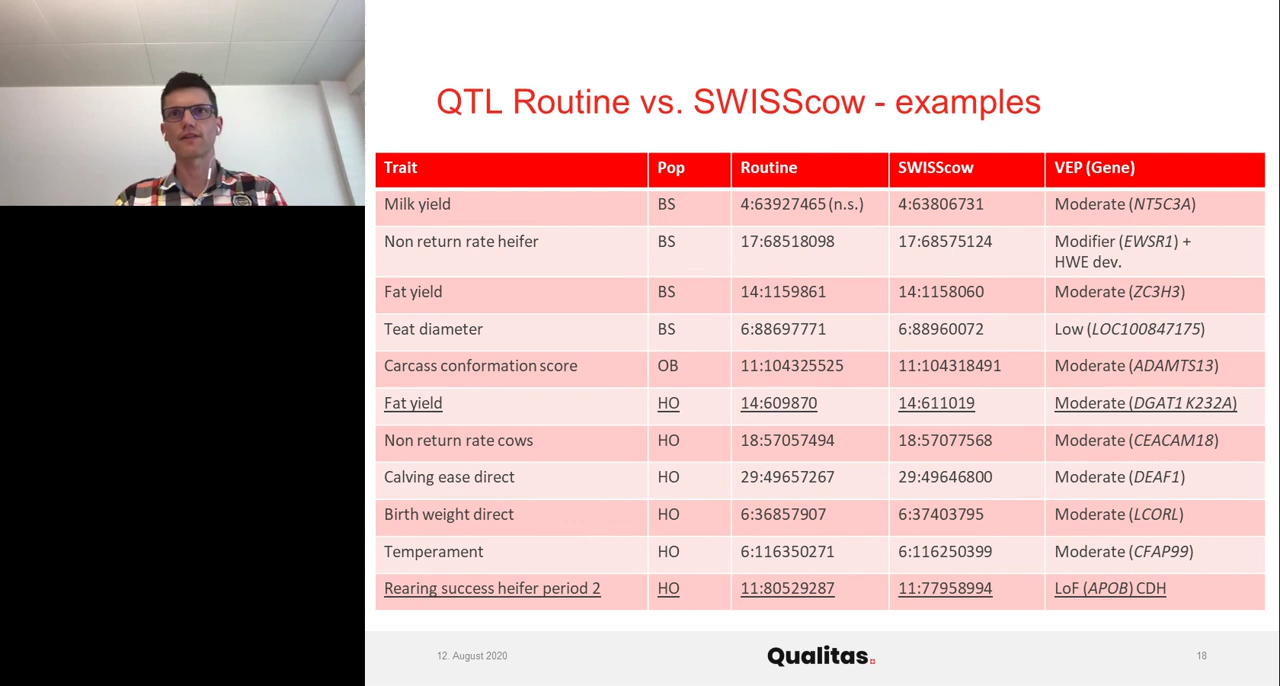 QTL Routine vs. SWISScow - examples
Trait Pop Routine SWISScow VEP (Gene)
Milk yield BS 4:63927465 (n.s.) 4:63806731 Moderate (NT5C3A)
Non return rate heifer BS 17:68518098 17:68575124 Modifier (EWSR1) +
HWE dev.
Fat yield BS 14:1159861 14:1158060 Moderate (ZC3H3)
Teat diameter BS 6:88697771 6:88960072 Low (LOC100847175)
Carcass conformation score OB 11:104325525 11:104318491 Moderate (ADAMTS13)
Fat yield HO 14:609870 14:611019 Moderate (DGAT1 K232A)
Non return rate cows HO 18:57057494 18:57077568 Moderate (CEACAM18)
Calving ease direct HO 29:49657267 29:49646800 Moderate (DEAF1)
Birth weight direct HO 6:36857907 6:37403795 Moderate (LCORL)
Temperament HO 6:116350271 6:116250399 Moderate (CFAP99)
Rearing success heifer period 2 HO 11:80529287 11:77958994 LoF (APOB) CDH
12. August 2020 Qualitas. 18